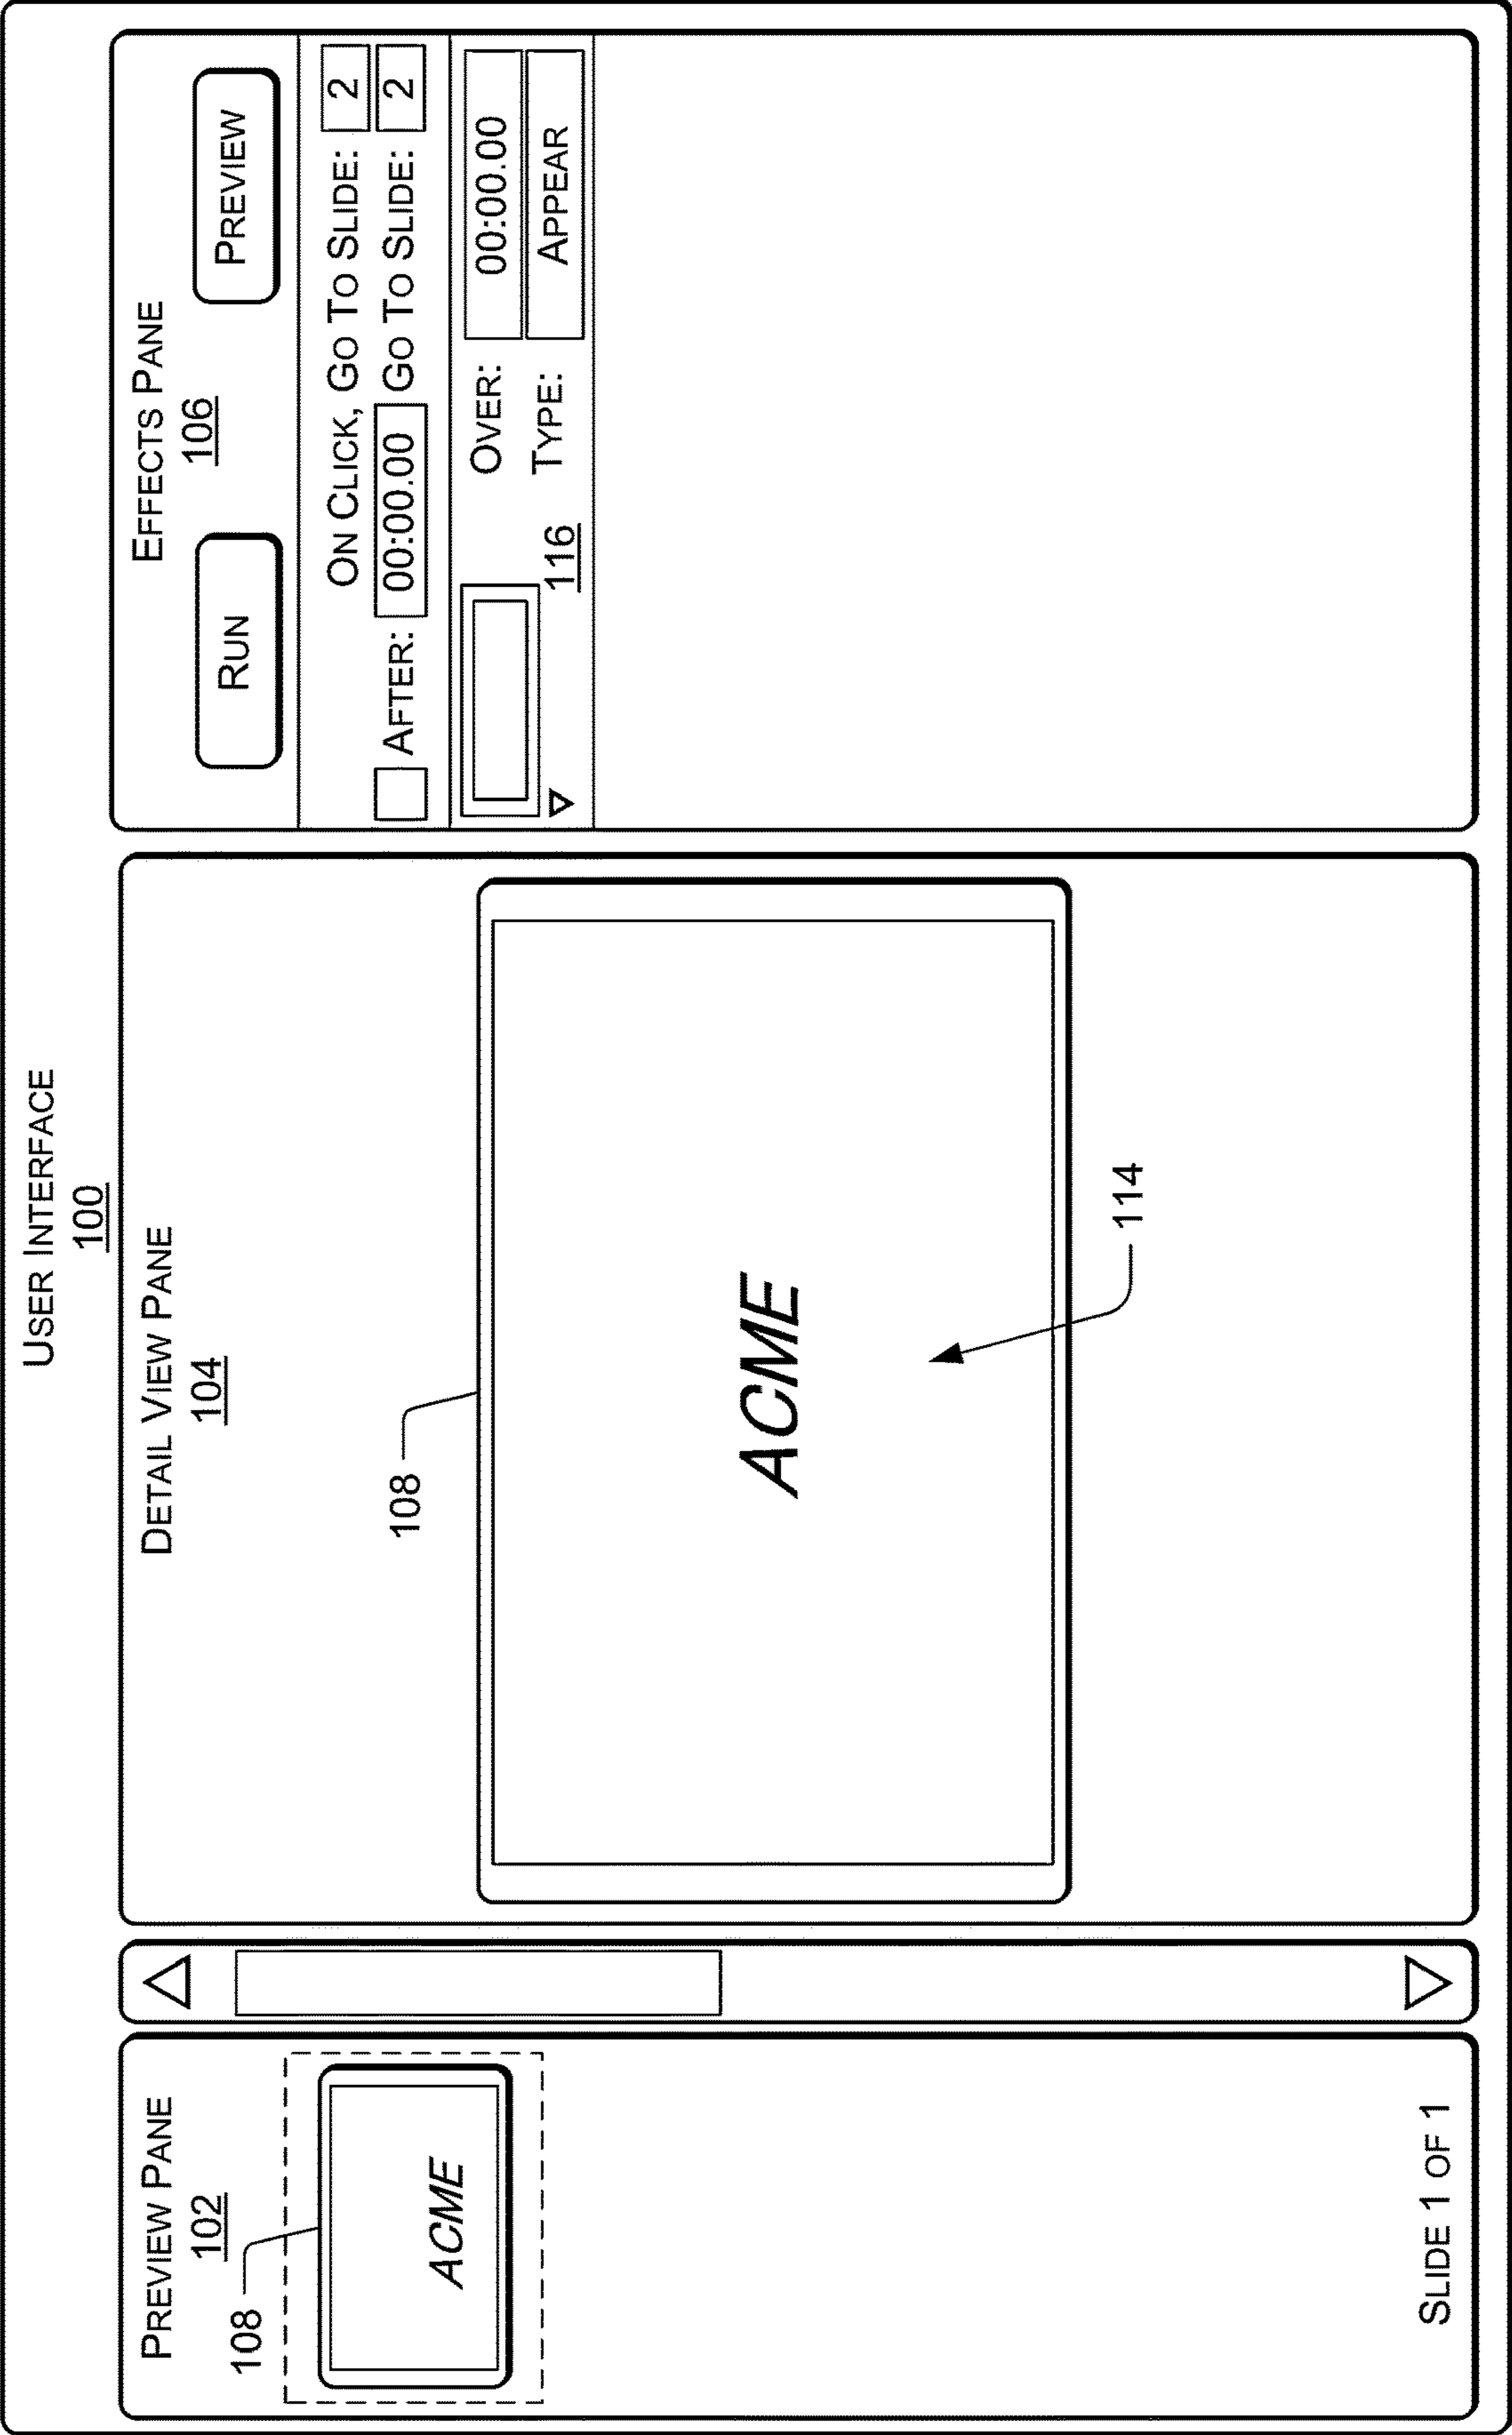 USER INTERFACE
100
PREVIEW PANE
102
108
ACME
SLIDE 1 OF 1
DETAIL VIEW PANE
104
108
ACME
114
EFFECTS PANE
106
RUN
PREVIEW
ON CLICK, GO TO SLIDE: 2
AFTER: 00:00.00 GO TO SLIDE: 2
OVER: 00:00.00
TYPE: APPEAR
116